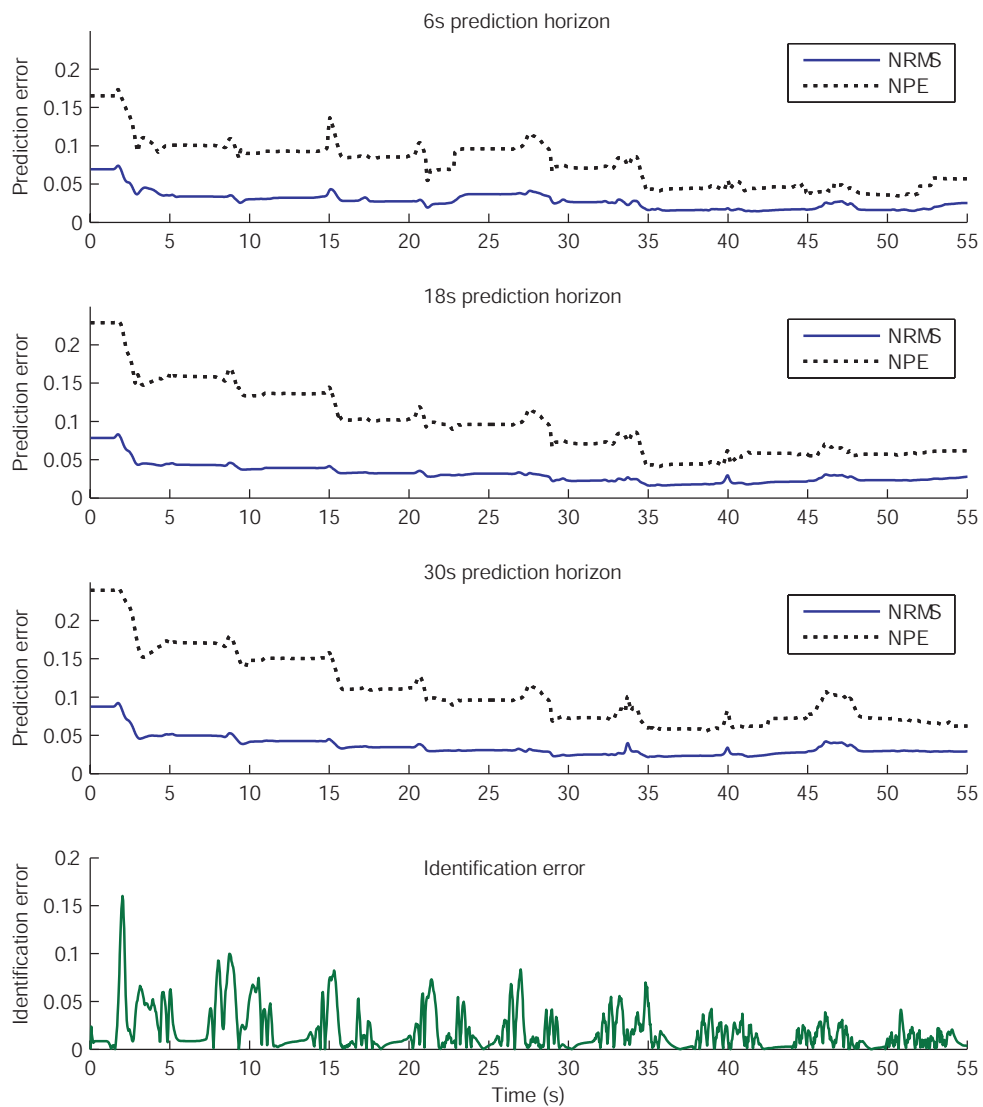 6s prediction horizon
Prediction error
0.2
0.15
0.1
0.05
0
NRMS
NPE
0 5 10 15 20 25 30 35 40 45 50 55
18s prediction horizon
Prediction error
0.2
0.15
0.1
0.05
0
NRMS
NPE
0 5 10 15 20 25 30 35 40 45 50 55
30s prediction horizon
Prediction error
0.2
0.15
0.1
0.05
0
NRMS
NPE
0 5 10 15 20 25 30 35 40 45 50 55
Identification error
Identification error
0.2
0.15
0.1
0.05
0
0 5 10 15 20 25 30 35 40 45 50 55
Time (s)